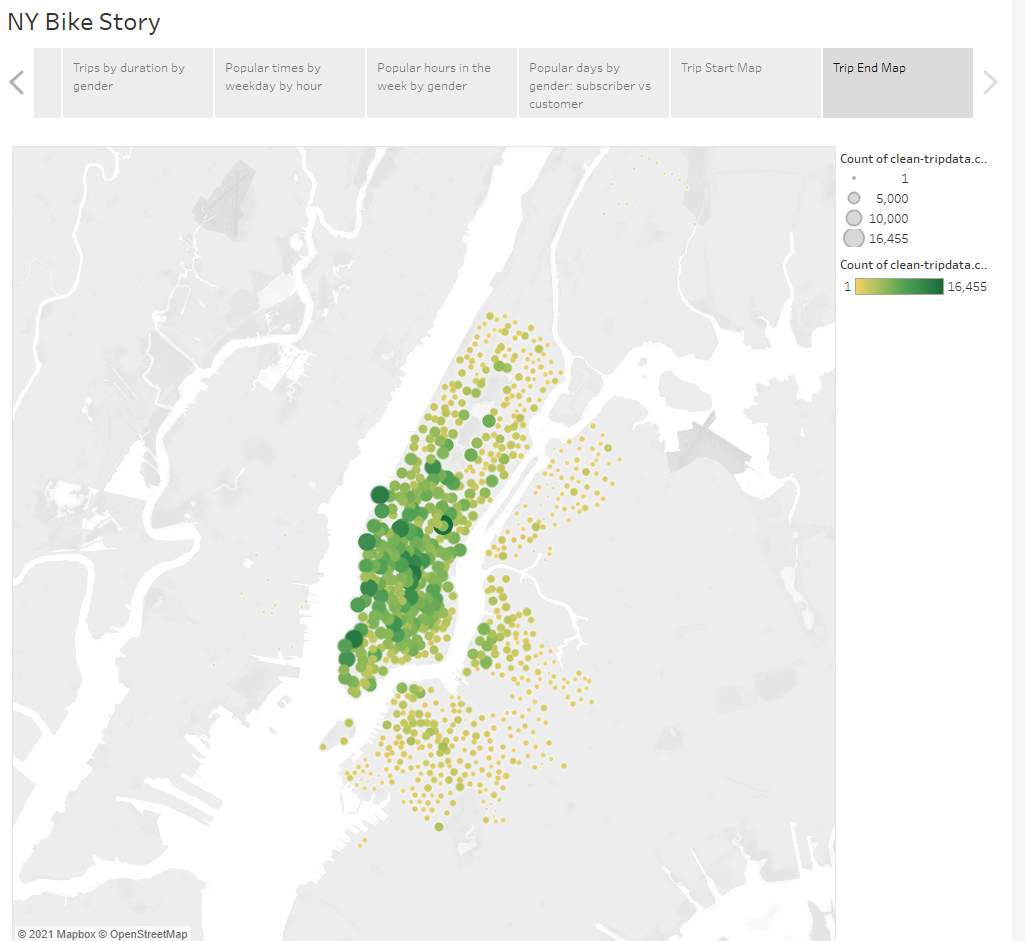 NY Bike Story
Trips by duration by
gender
Popular times by
weekday by hour
Popular hours in the
week by gender
Popular days by
gender: subscriber vs
customer
Trip Start Map
Trip End Map
Count of clean-tripdata.c..
1
5,000
10,000
16,455
Count of clean-tripdata.c..
1 16,455
© 2021 Mapbox © OpenStreetMap